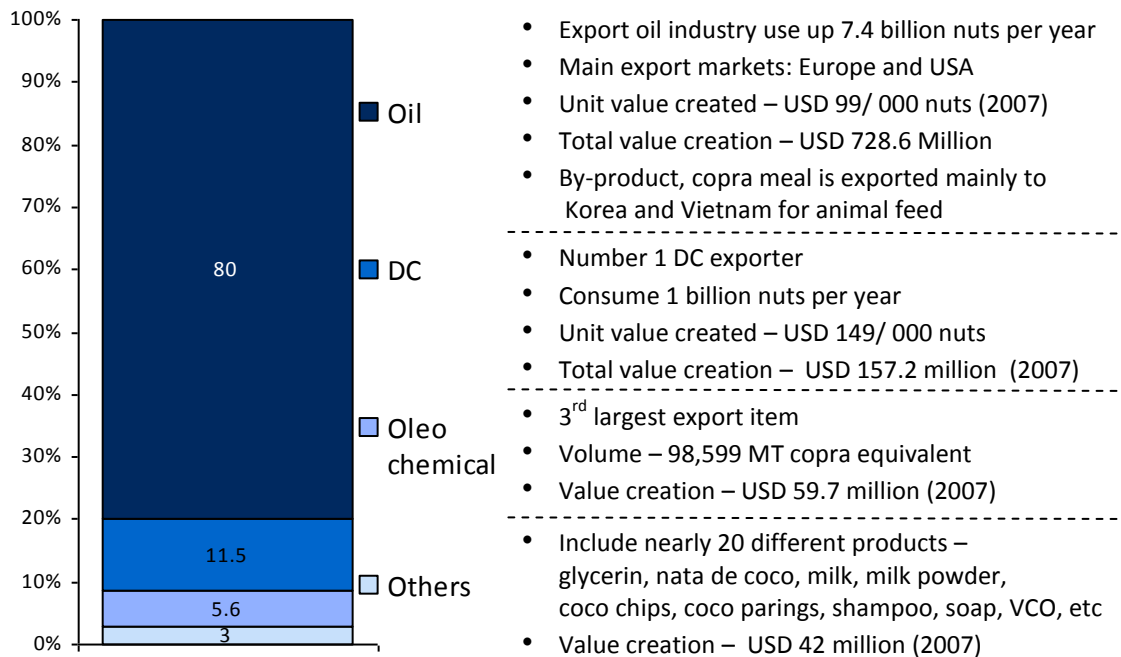 100%
90%
80%
70%
60%
50%
40%
30%
20%
10%
0%
80
11.5
5.6
3
Oil
DC
Oleo
chemical
Others
• Export oil industry use up 7.4 billion nuts per year
• Main export markets: Europe and USA
• Unit value created – USD 99/ 000 nuts (2007)
• Total value creation – USD 728.6 Million
• By-product, copra meal is exported mainly to
Korea and Vietnam for animal feed
• Number 1 DC exporter
• Consume 1 billion nuts per year
• Unit value created – USD 149/ 000 nuts
• Total value creation – USD 157.2 million (2007)
• 3rd largest export item
• Volume – 98,599 MT copra equivalent
• Value creation – USD 59.7 million (2007)
• Include nearly 20 different products –
glycerin, nata de coco, milk, milk powder,
coco chips, coco parings, shampoo, soap, VCO, etc
• Value creation – USD 42 million (2007)